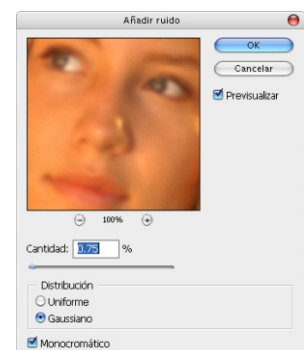 Añadir ruido
OK
Cancelar
Previsualizar
100%
Cantidad: 0.75 %
Distribución
Uniforme
Gaussiano
Monocromático